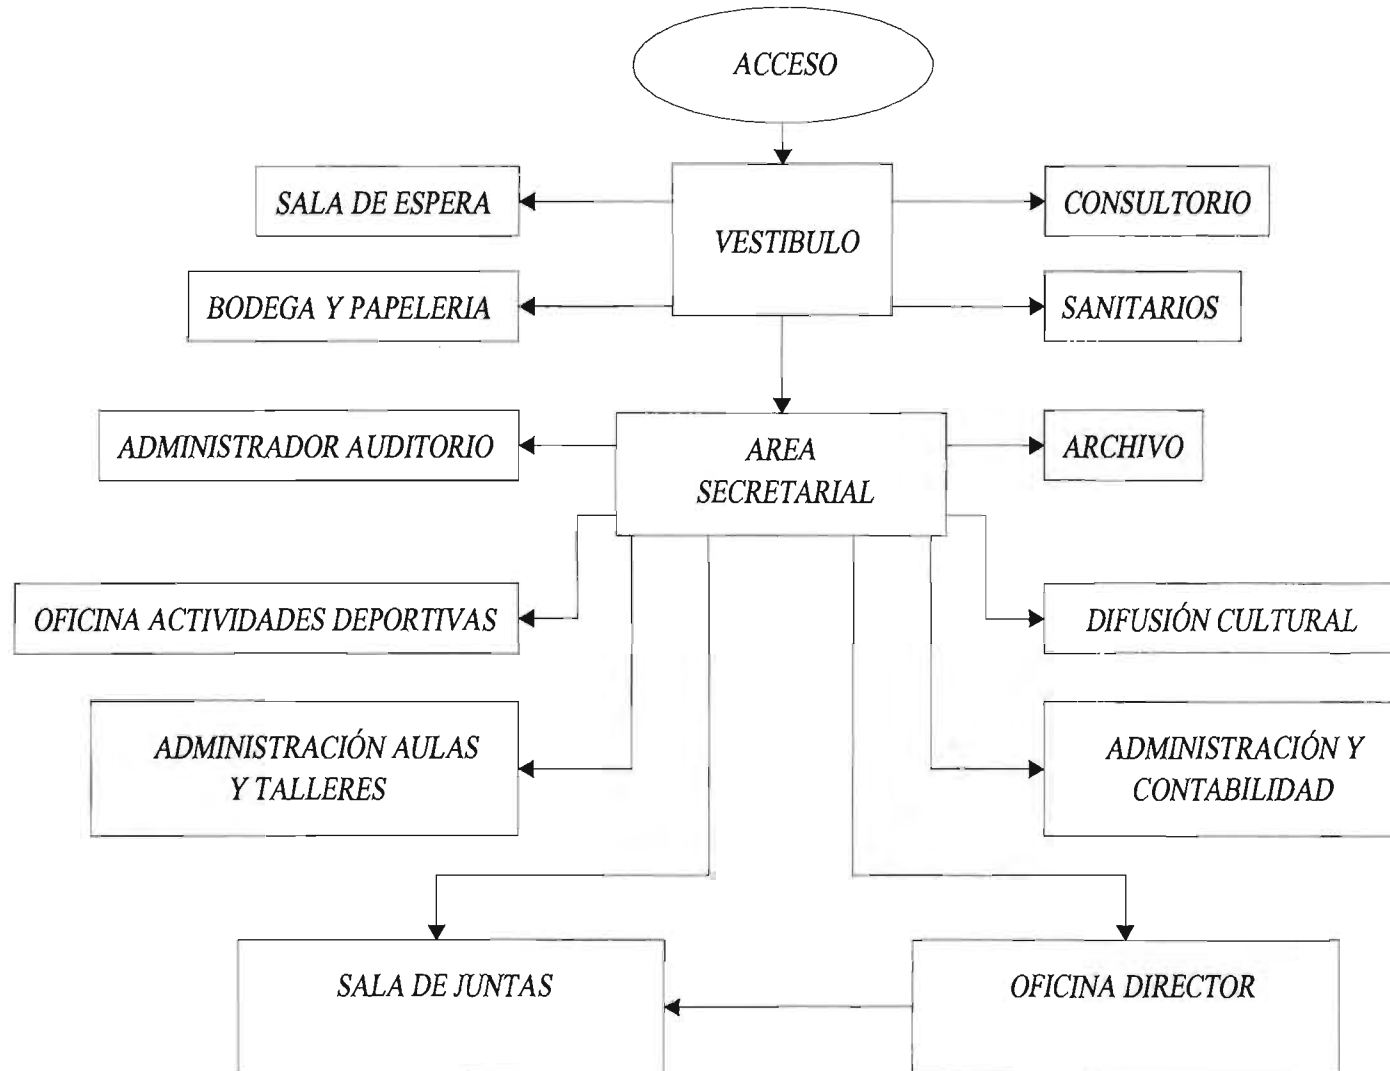 ACCESO
SALA DE ESPERA
CONSULTORIO
VESTIBULO
BODEGA Y PAPELERIA
SANITARIOS
ADMINISTRADOR AUDITORIO
AREA
SECRETARIAL
ARCHIVO
OFICINA ACTIVIDADES DEPORTIVAS
DIFUSIÓN CULTURAL
ADMINISTRACIÓN AULAS
Y TALLERES
ADMINISTRACIÓN Y
CONTABILIDAD
SALA DE JUNTAS
OFICINA DIRECTOR